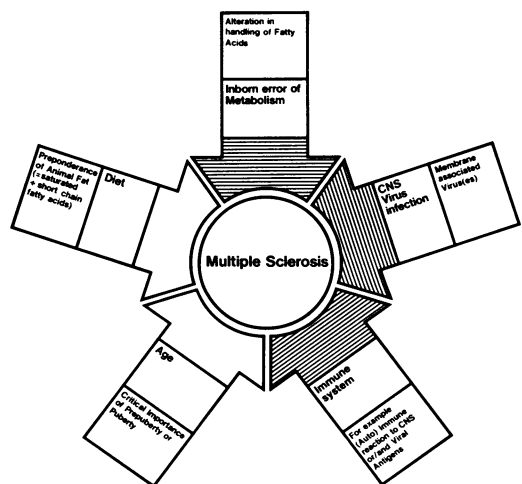 Alteration in
handling of Fatty
Acids
Inborn error of
Metabolism
Preponderance
of Animal Fat
(= saturated
+ short chain
fatty acids)
Diet
CNS
Virus
infection
Membrane
associated
Virus(es)
Multiple Sclerosis
Age
Critical Importance
of Prepuberty or
Puberty
Immune
system
For example
(Auto) Immune
reaction to CNS
or/and Viral
Antigens